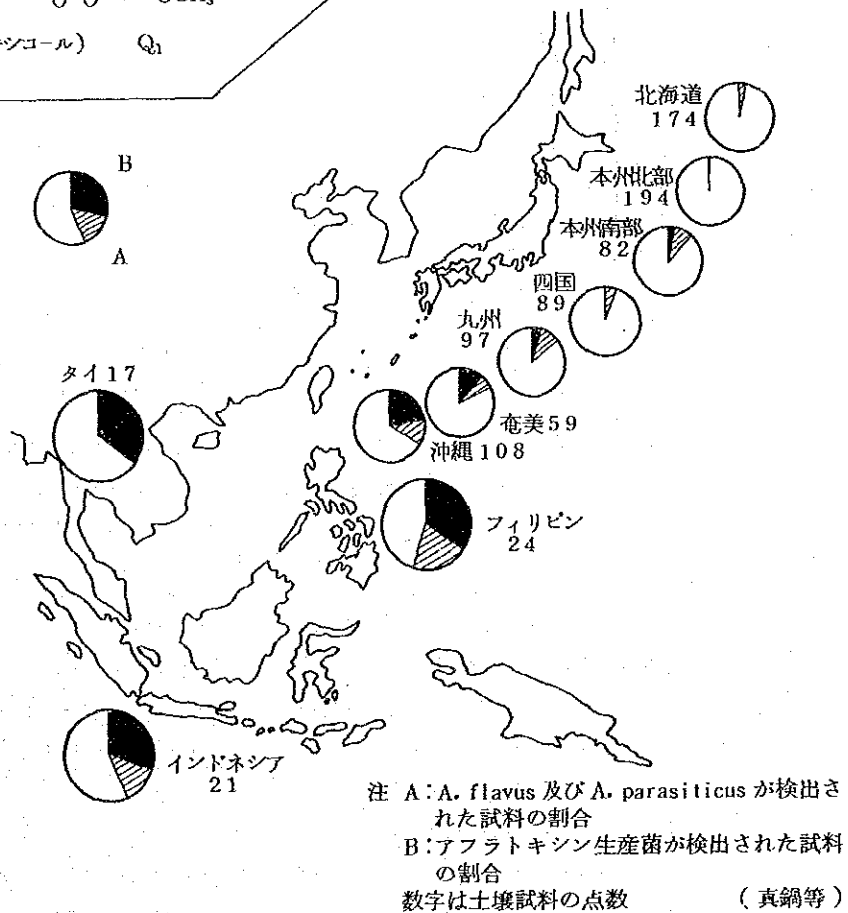 Q₁
B
A
北海道
174
本州北部
194
本州南部
82
四国
89
九州
97
奄美59
沖縄108
タイ17
フィリピン
24
インドネシア
21
注 A:A. flavus 及び A. parasiticus が検出さ
れた試料の割合
B:アフラトキシン生産菌が検出された試料
の割合
数字は土壌試料の点数 (真鍋等)